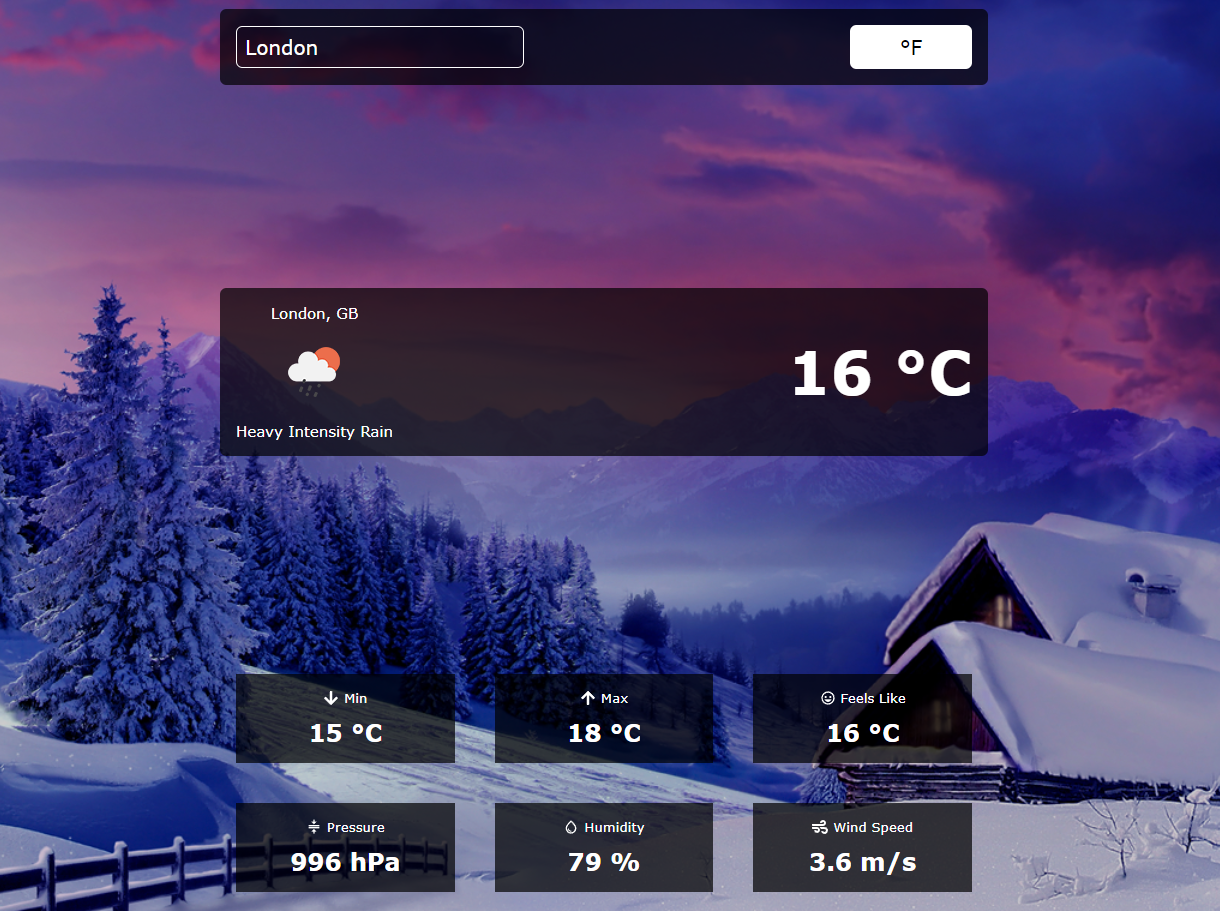 London
°F
London, GB
Heavy Intensity Rain
16 °C
Min
15 °C
Max
18 °C
Feels Like
16 °C
Pressure
996 hPa
Humidity
79 %
Wind Speed
3.6 m/s